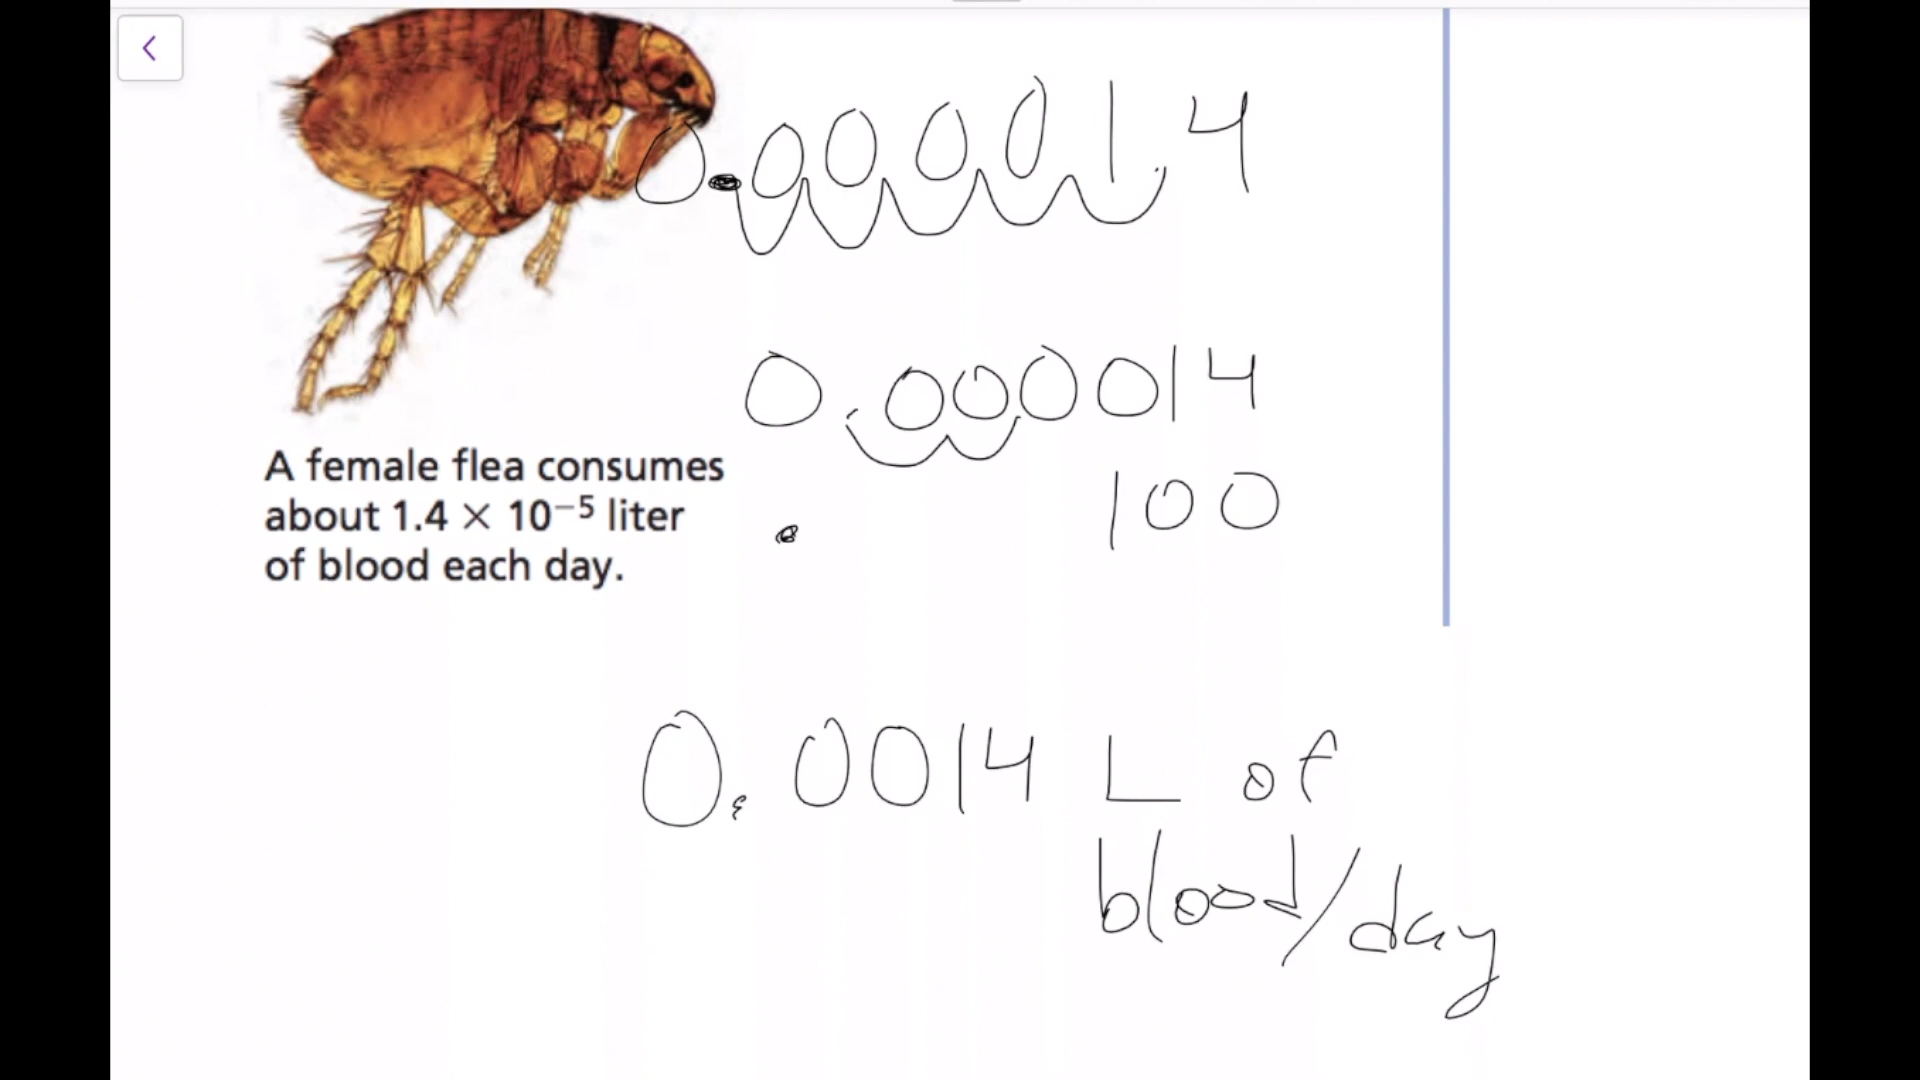 0.00001.4
0.000014
A female flea consumes
about 1.4 × 10⁻⁵ liter
of blood each day.
. 100
0.0014 L of
blood/day